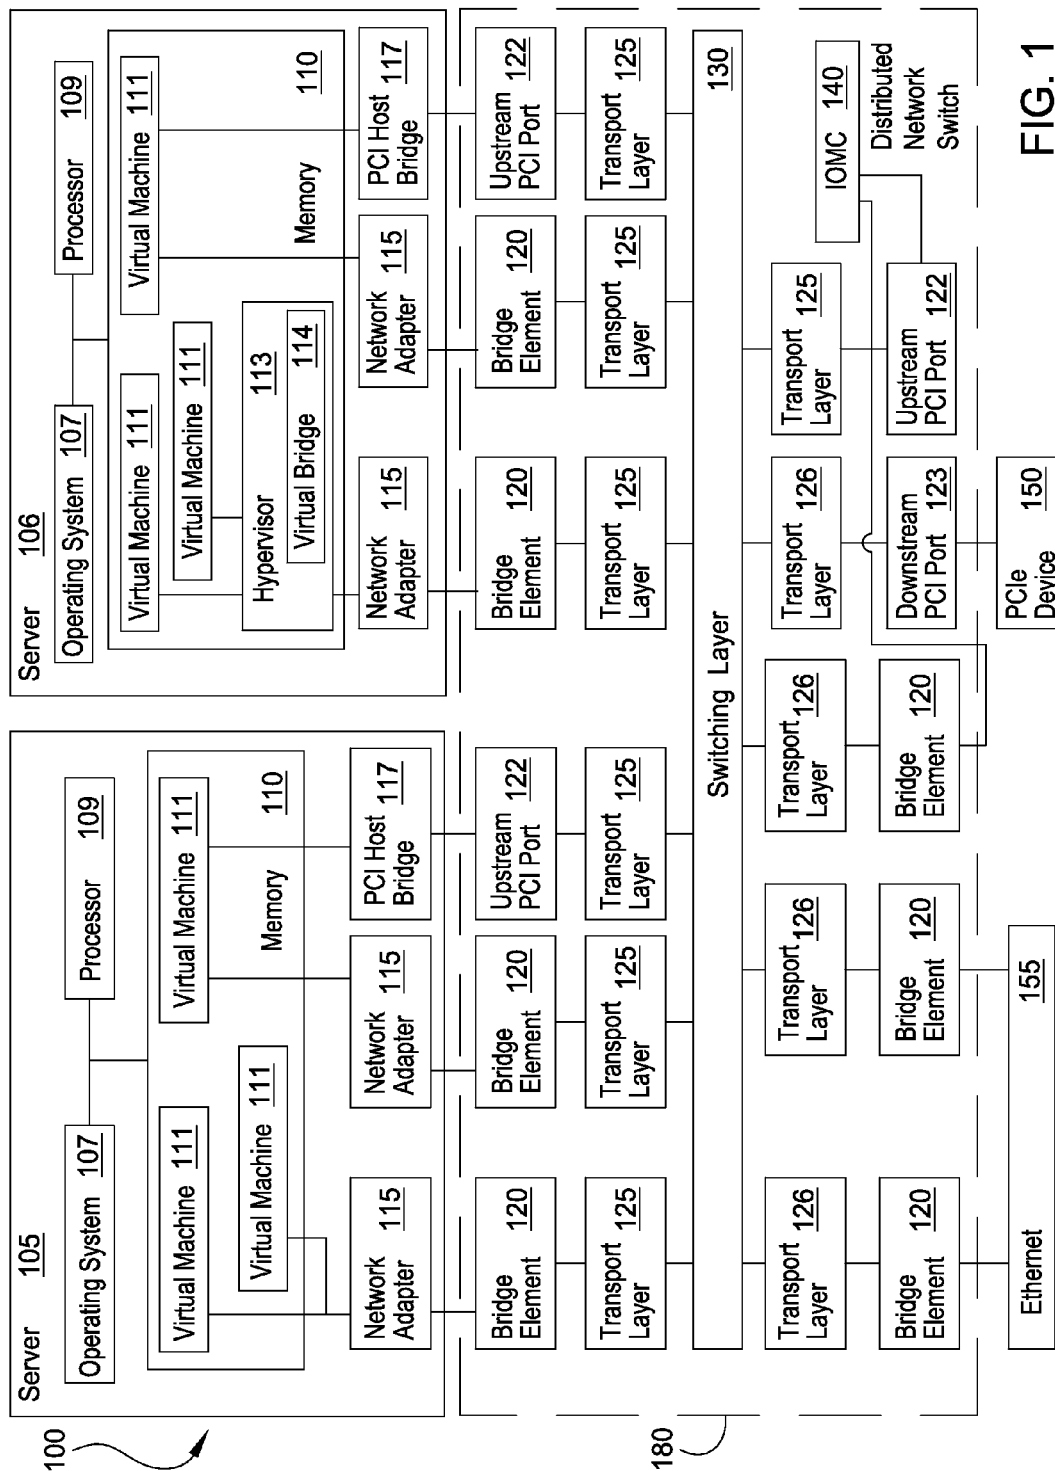 100
Server 105
Operating System 107
Processor 109
Virtual Machine 111
Virtual Machine 111
Virtual Machine 111
Memory 110
Network
Adapter 115
Network
Adapter 115
PCI Host
Bridge 117
Server 106
Operating System 107
Processor 109
Virtual Machine 111
Virtual Machine 111
Virtual Machine 111
Hypervisor 113
Virtual Bridge 114
Memory 110
Network
Adapter 115
Network
Adapter 115
PCI Host
Bridge 117
180
Bridge
Element 120
Bridge
Element 120
Upstream
PCI Port 122
Bridge
Element 120
Bridge
Element 120
Upstream
PCI Port 122
Transport
Layer 125
Transport
Layer 125
Transport
Layer 125
Transport
Layer 125
Transport
Layer 125
Transport
Layer 125
Switching Layer 130
Transport
Layer 126
Transport
Layer 126
Transport
Layer 126
Transport
Layer 126
Transport
Layer 125
IOMC 140
Bridge
Element 120
Bridge
Element 120
Bridge
Element 120
Downstream
PCI Port 123
Upstream
PCI Port 122
Distributed
Network
Switch
Ethernet 155
PCIe
Device 150
FIG. 1